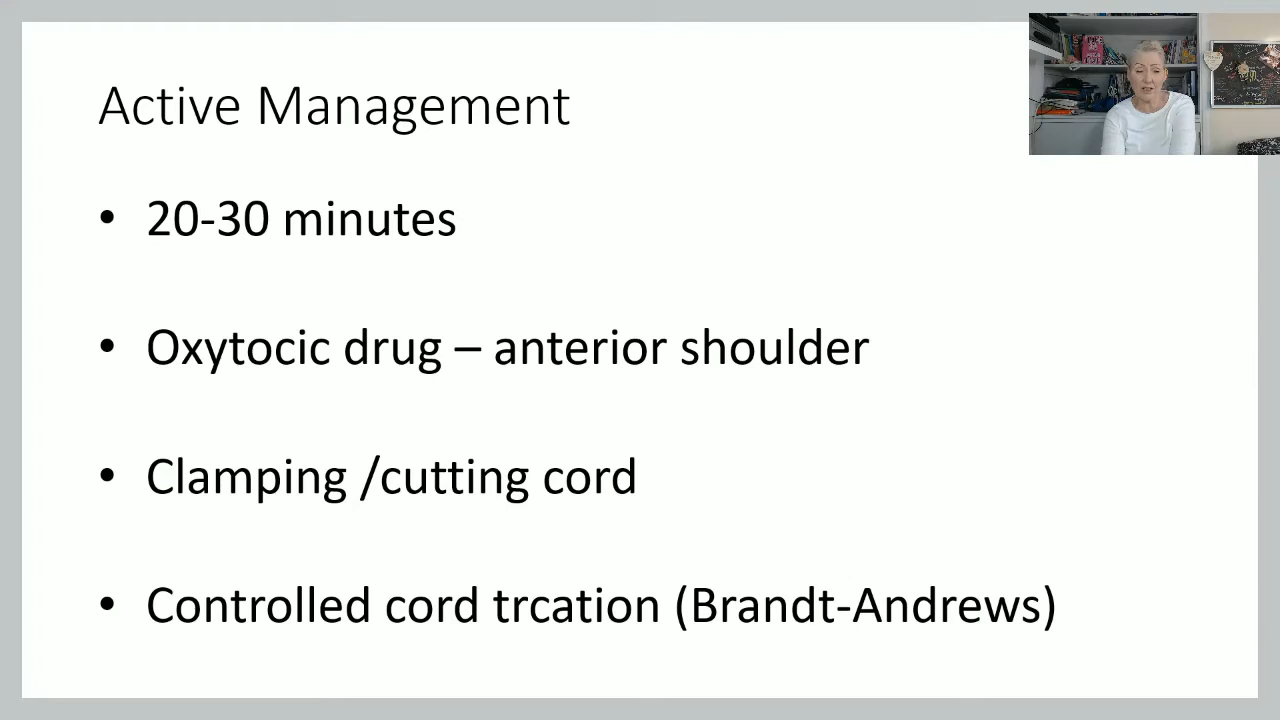 Active Management
• 20-30 minutes
• Oxytocic drug – anterior shoulder
• Clamping /cutting cord
• Controlled cord trcation (Brandt-Andrews)